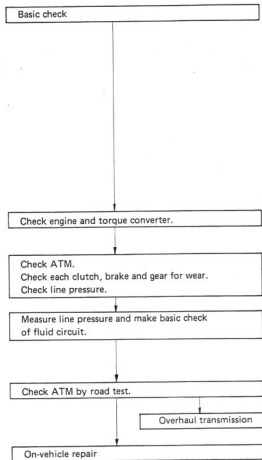 Basic check
Check engine and torque converter.
Check ATM.
Check each clutch, brake and gear for wear.
Check line pressure.
Measure line pressure and make basic check
of fluid circuit.
Check ATM by road test.
Overhaul transmission
On-vehicle repair